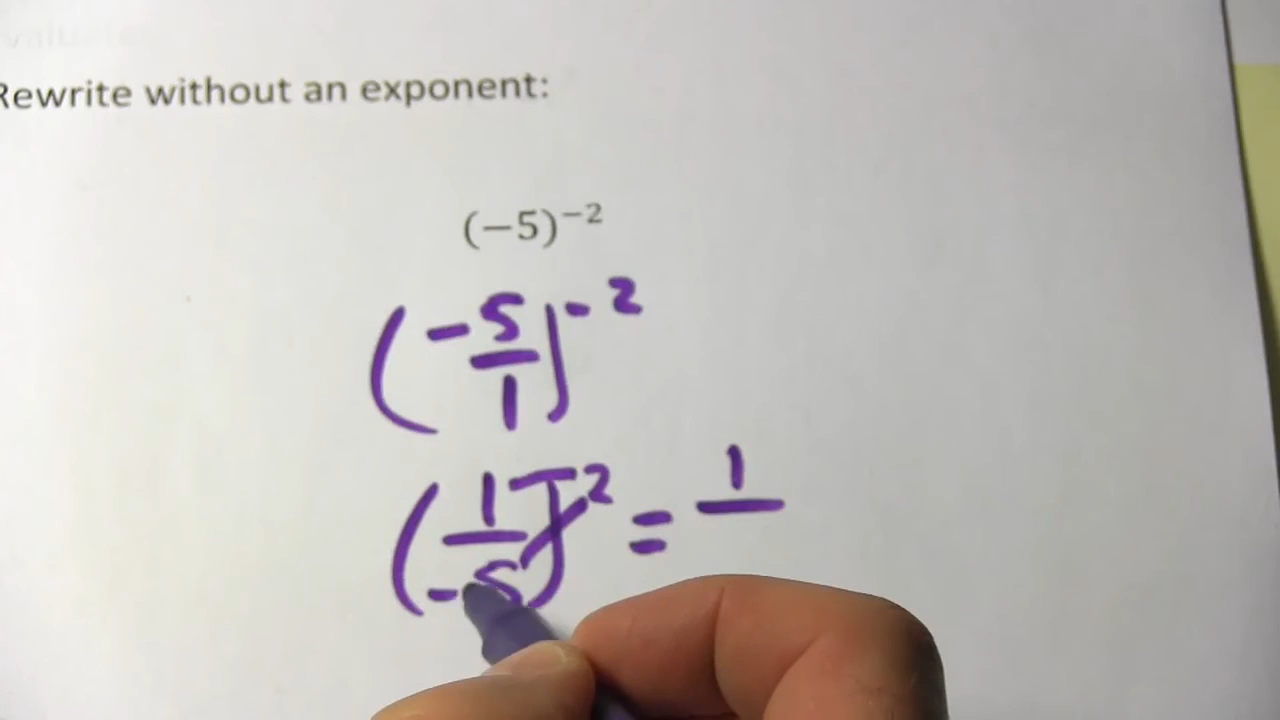 Rewrite without an exponent:
(−5)⁻²
(-5/1)⁻²
(1/-5)² = 1/